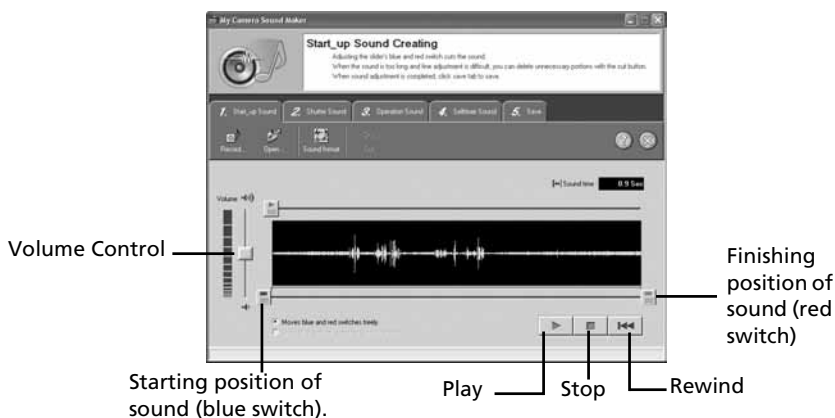 My Camera Sound Maker
Start_up Sound Creating
Adjusting the slider's blue and red switch cuts the sound.
When the sound is too long and fine adjustment is difficult, you can delete unnecessary portions with the cut button.
When sound adjustment is completed, click save tab to save.
1. Start_up Sound 2. Shutter Sound 3. Operation Sound 4. Selftimer Sound 5. Save
Record... Open... Sound format
Sound time 0.9 Sec
Volume
Volume Control
Finishing
position of
sound (red
switch)
Moves blue and red switches freely.
Starting position of
sound (blue switch).
Play Stop Rewind